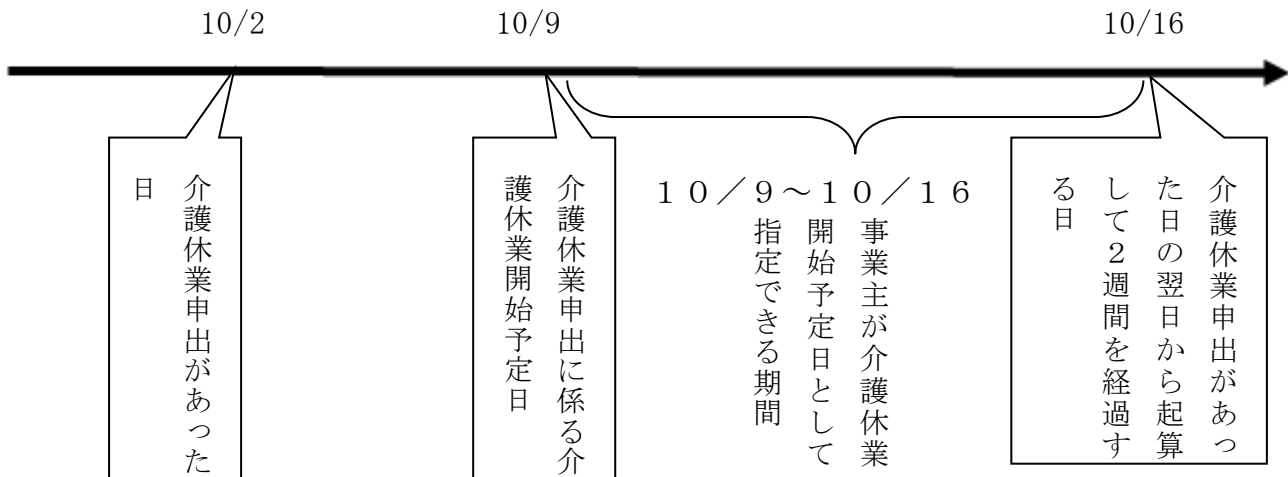 10/2
10/9
10/16
介護休業申出があった
日
介護休業申出に係る介
護休業開始予定日
10/9~10/16
事業主が介護休業
開始予定日として
指定できる期間
介護休業申出があっ
た日の翌日から起算
して2週間を経過す
る日